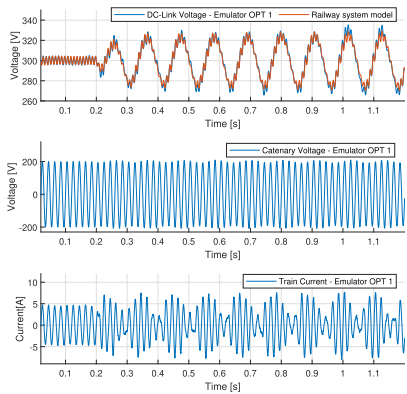 DC-Link Voltage - Emulator OPT 1 Railway system model
340
320
300
280
260
Voltage [V]
0.1 0.2 0.3 0.4 0.5 0.6 0.7 0.8 0.9 1 1.1
Time [s]
Catenary Voltage - Emulator OPT 1
200
0
-200
Voltage [V]
0.1 0.2 0.3 0.4 0.5 0.6 0.7 0.8 0.9 1 1.1
Time [s]
Train Current - Emulator OPT 1
10
5
0
-5
Current[A]
0.1 0.2 0.3 0.4 0.5 0.6 0.7 0.8 0.9 1 1.1
Time [s]